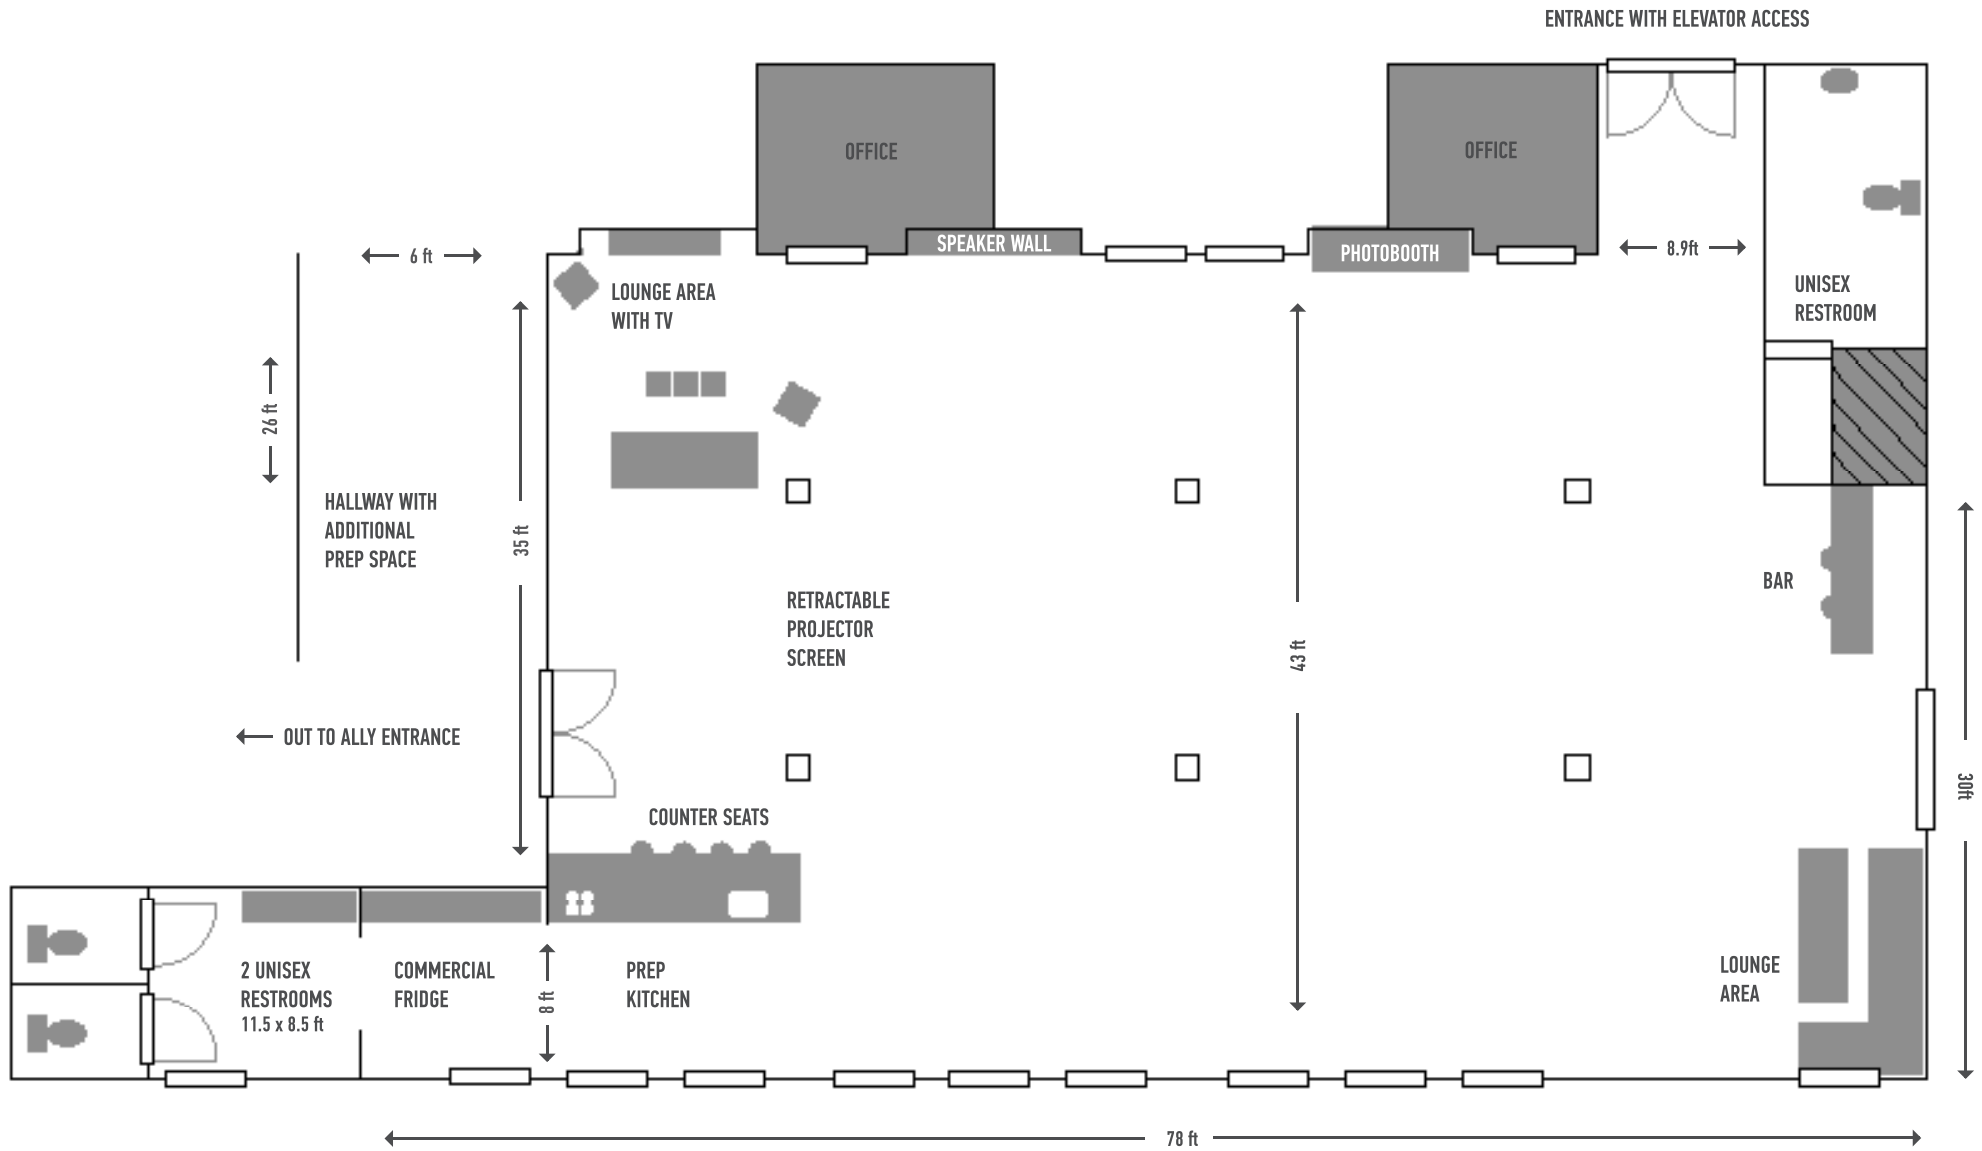 ENTRANCE WITH ELEVATOR ACCESS
OFFICE
OFFICE
SPEAKER WALL
PHOTOBOOTH
6 ft
8.9ft
LOUNGE AREA
WITH TV
UNISEX
RESTROOM
26 ft
HALLWAY WITH
ADDITIONAL
PREP SPACE
35 ft
RETRACTABLE
PROJECTOR
SCREEN
43 ft
BAR
30ft
OUT TO ALLY ENTRANCE
COUNTER SEATS
2 UNISEX
RESTROOMS
11.5 x 8.5 ft
COMMERCIAL
FRIDGE
8 ft
PREP
KITCHEN
LOUNGE
AREA
78 ft